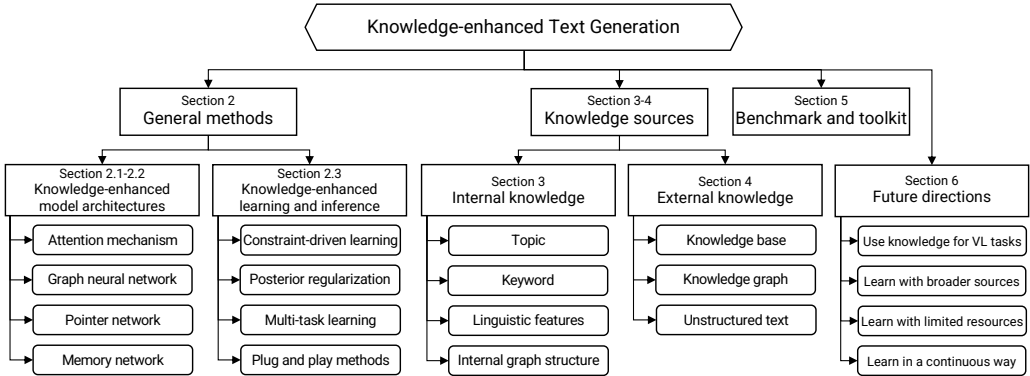 Knowledge-enhanced Text Generation
Section 2
General methods
Section 3-4
Knowledge sources
Section 5
Benchmark and toolkit
Section 2.1-2.2
Knowledge-enhanced
model architectures
Section 2.3
Knowledge-enhanced
learning and inference
Section 3
Internal knowledge
Section 4
External knowledge
Section 6
Future directions
Attention mechanism
Graph neural network
Pointer network
Memory network
Constraint-driven learning
Posterior regularization
Multi-task learning
Plug and play methods
Topic
Keyword
Linguistic features
Internal graph structure
Knowledge base
Knowledge graph
Unstructured text
Use knowledge for VL tasks
Learn with broader sources
Learn with limited resources
Learn in a continuous way